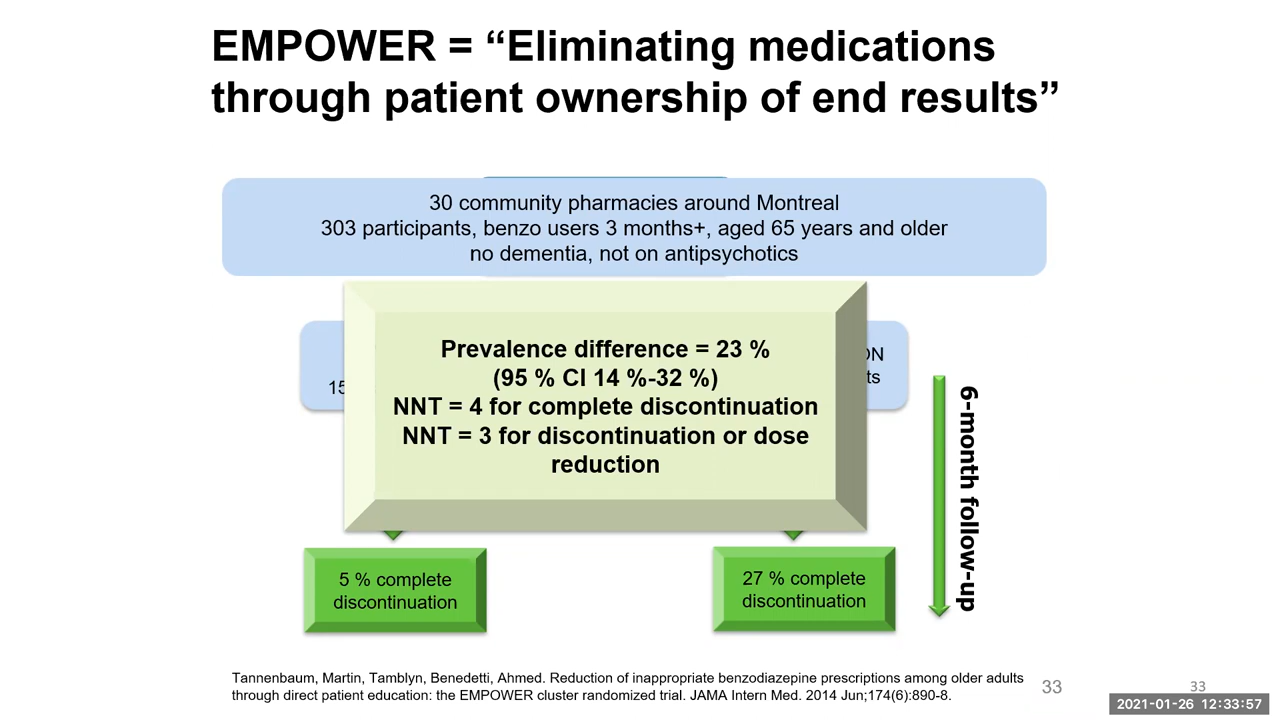 EMPOWER = “Eliminating medications
through patient ownership of end results”
30 community pharmacies around Montreal
303 participants, benzo users 3 months+, aged 65 years and older
no dementia, not on antipsychotics
Prevalence difference = 23 %
(95 % CI 14 %-32 %)
NNT = 4 for complete discontinuation
NNT = 3 for discontinuation or dose
reduction
6-month follow-up
5 % complete
discontinuation
27 % complete
discontinuation
Tannenbaum, Martin, Tamblyn, Benedetti, Ahmed. Reduction of inappropriate benzodiazepine prescriptions among older adults
through direct patient education: the EMPOWER cluster randomized trial. JAMA Intern Med. 2014 Jun;174(6):890-8.
33
33
2021-01-26 12:33:57